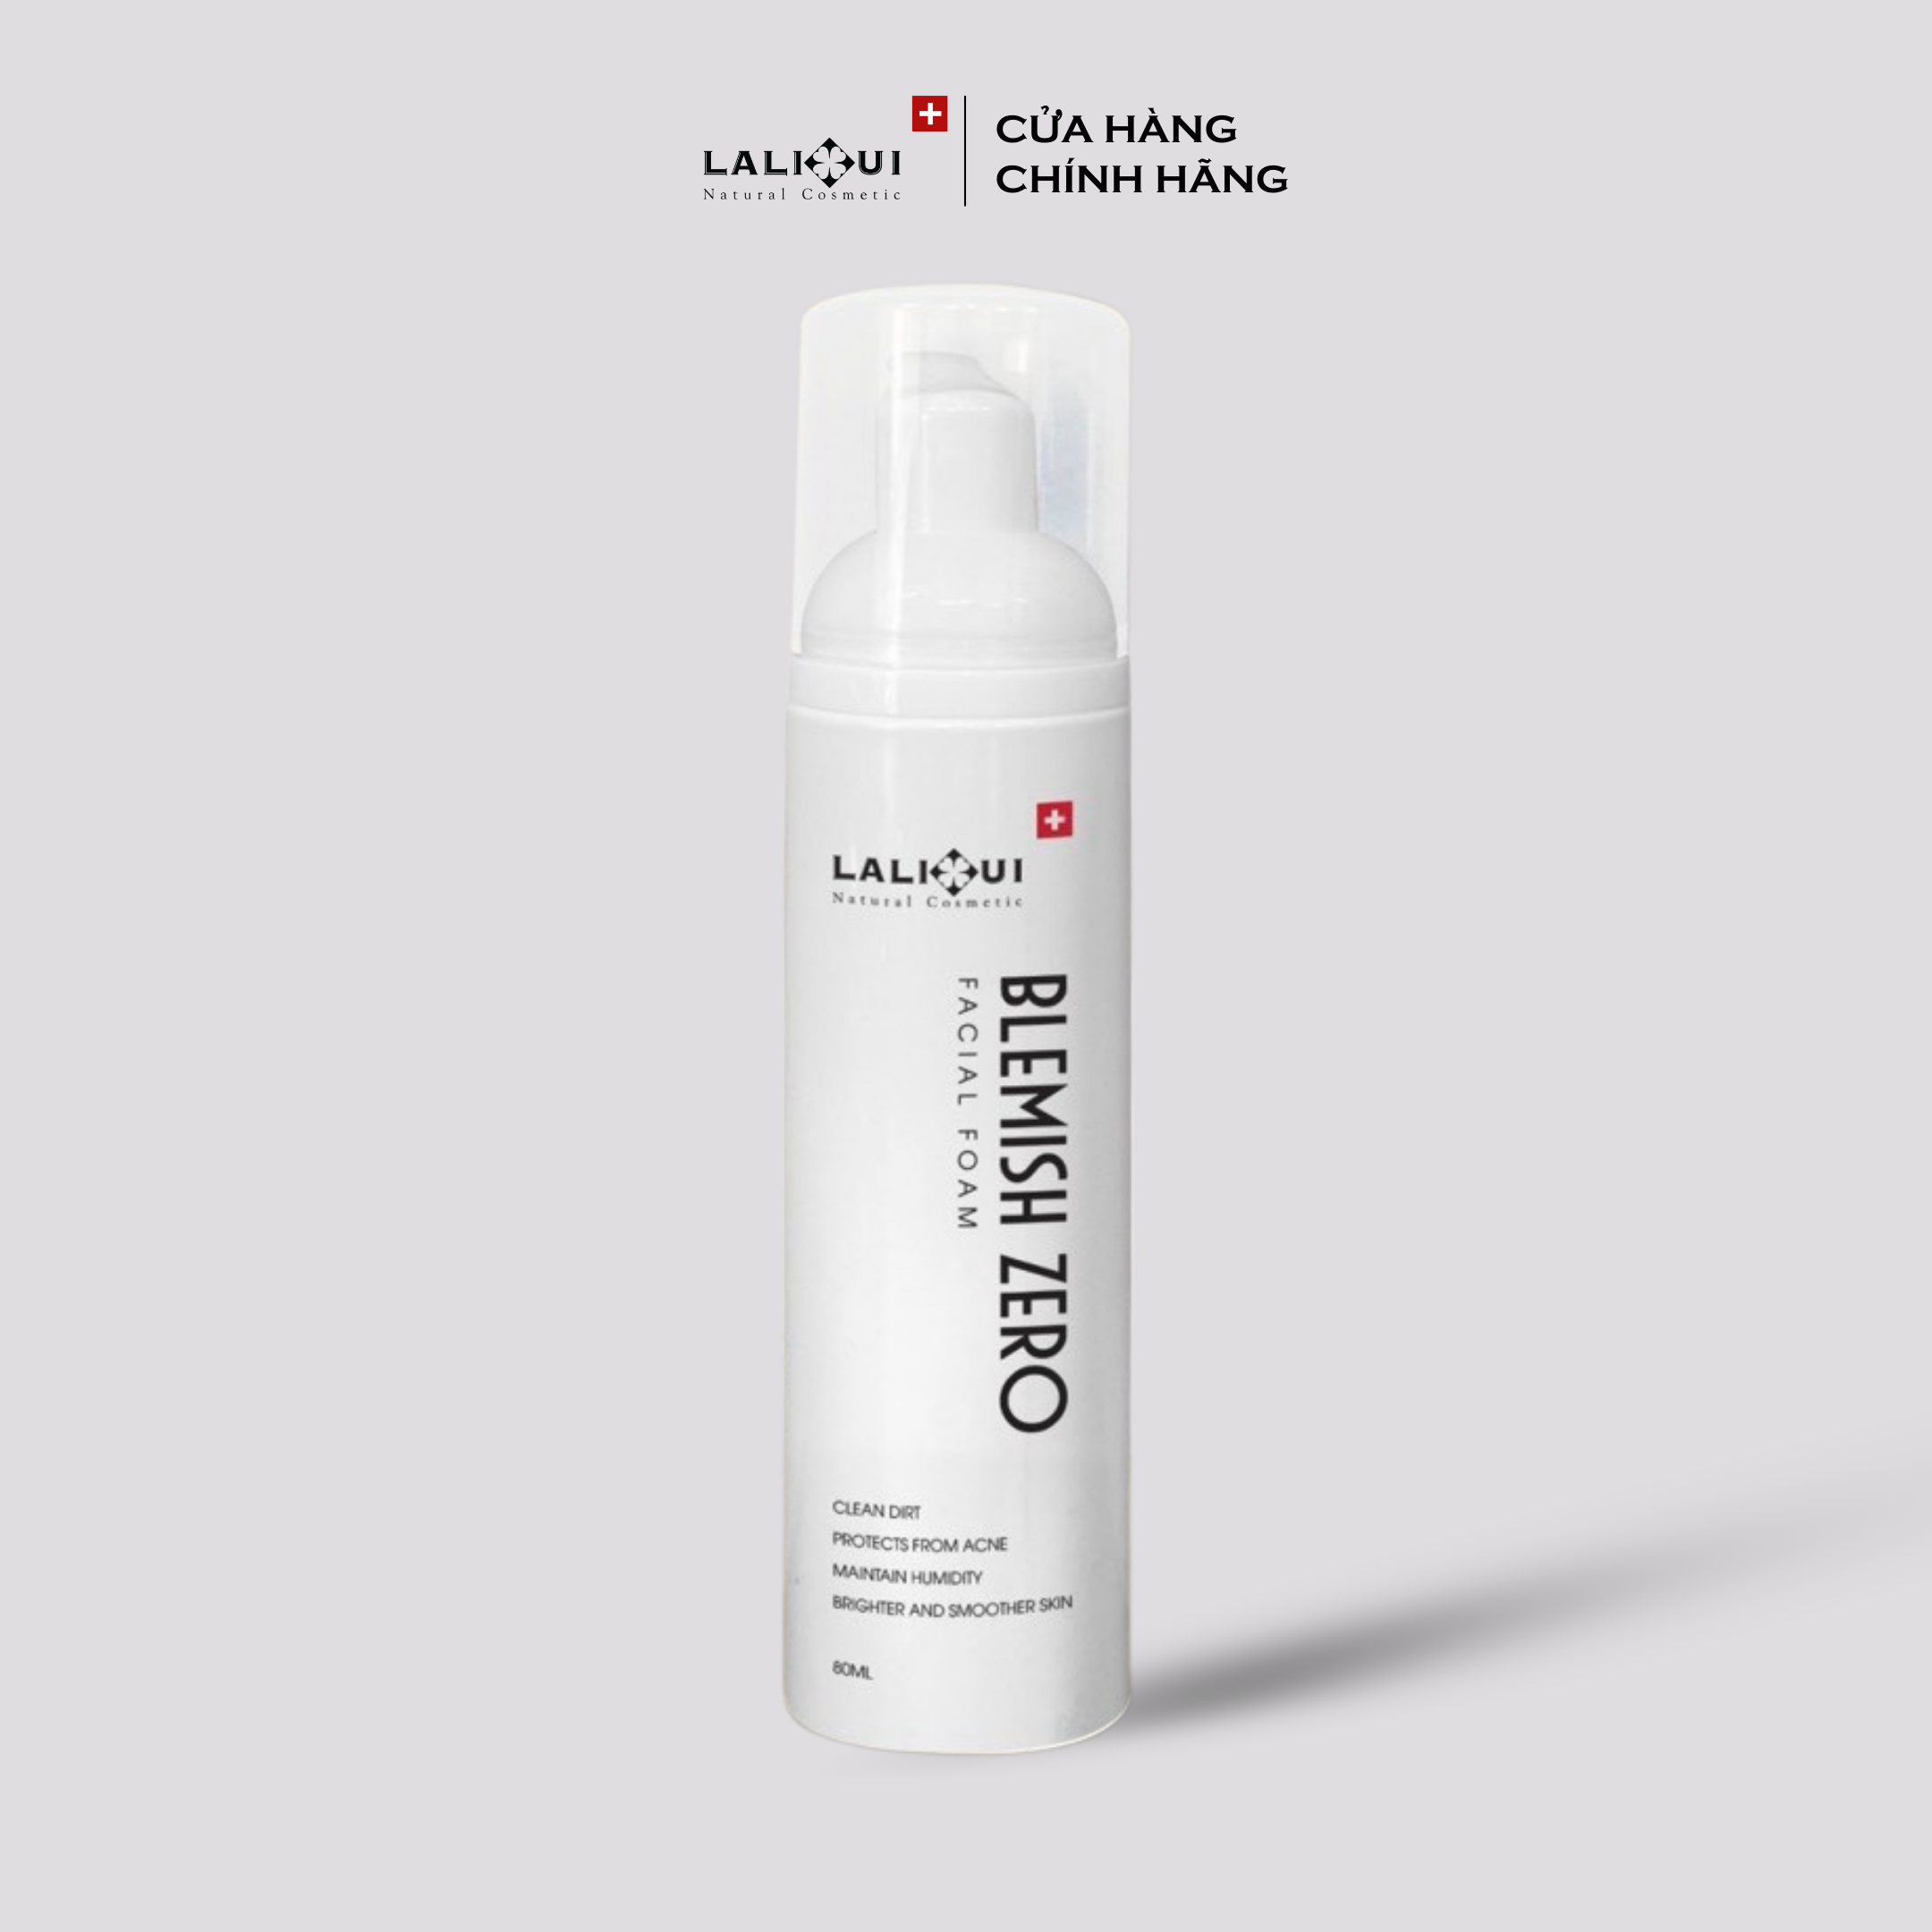 LALIQUI
Natural Cosmetic
CỬA HÀNG
CHÍNH HÃNG
LALIQUI
Natural Cosmetic
BLEMISH ZERO
FACIAL FOAM
CLEAN DIRT
PROTECTS FROM ACNE
MAINTAIN HUMIDITY
BRIGHTER AND SMOOTHER SKIN
80ML